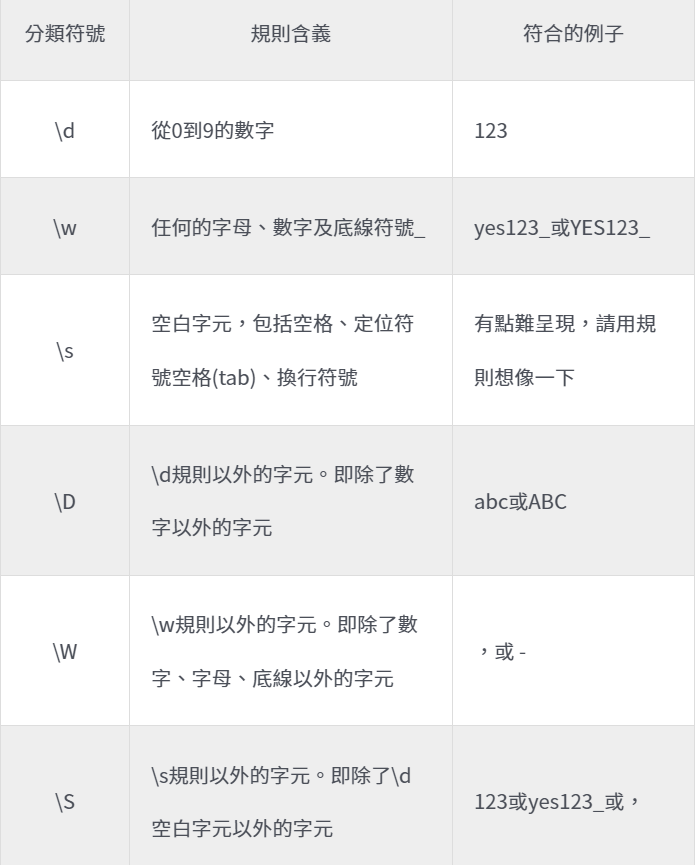 分類符號 規則含義 符合的例子
\d 從0到9的數字 123
\w 任何的字母、數字及底線符號_ yes123_或YES123_
\s
空白字元，包括空格、定位符
號空格(tab)、換行符號
有點難呈現，請用規
則想像一下
\D
\d規則以外的字元。即除了數
字以外的字元
abc或ABC
\W
\w規則以外的字元。即除了數
字、字母、底線以外的字元
，或 -
\S
\s規則以外的字元。即除了\d
空白字元以外的字元
123或yes123_或，